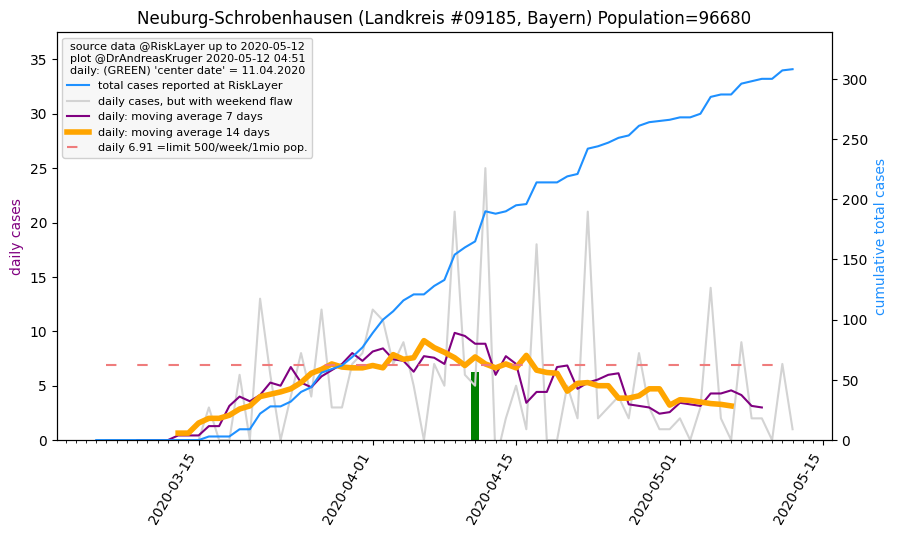 Neuburg-Schrobenhausen (Landkreis #09185, Bayern) Population=96680
source data @RiskLayer up to 2020-05-12
plot @DrAndreasKruger 2020-05-12 04:51
daily: (GREEN) 'center date' = 11.04.2020
total cases reported at RiskLayer
daily cases, but with weekend flaw
daily: moving average 7 days
daily: moving average 14 days
daily 6.91 =limit 500/week/1mio pop.
daily cases
35
30
25
20
15
10
5
0
cumulative total cases
300
250
200
150
100
50
0
2020-03-15
2020-04-01
2020-04-15
2020-05-01
2020-05-15